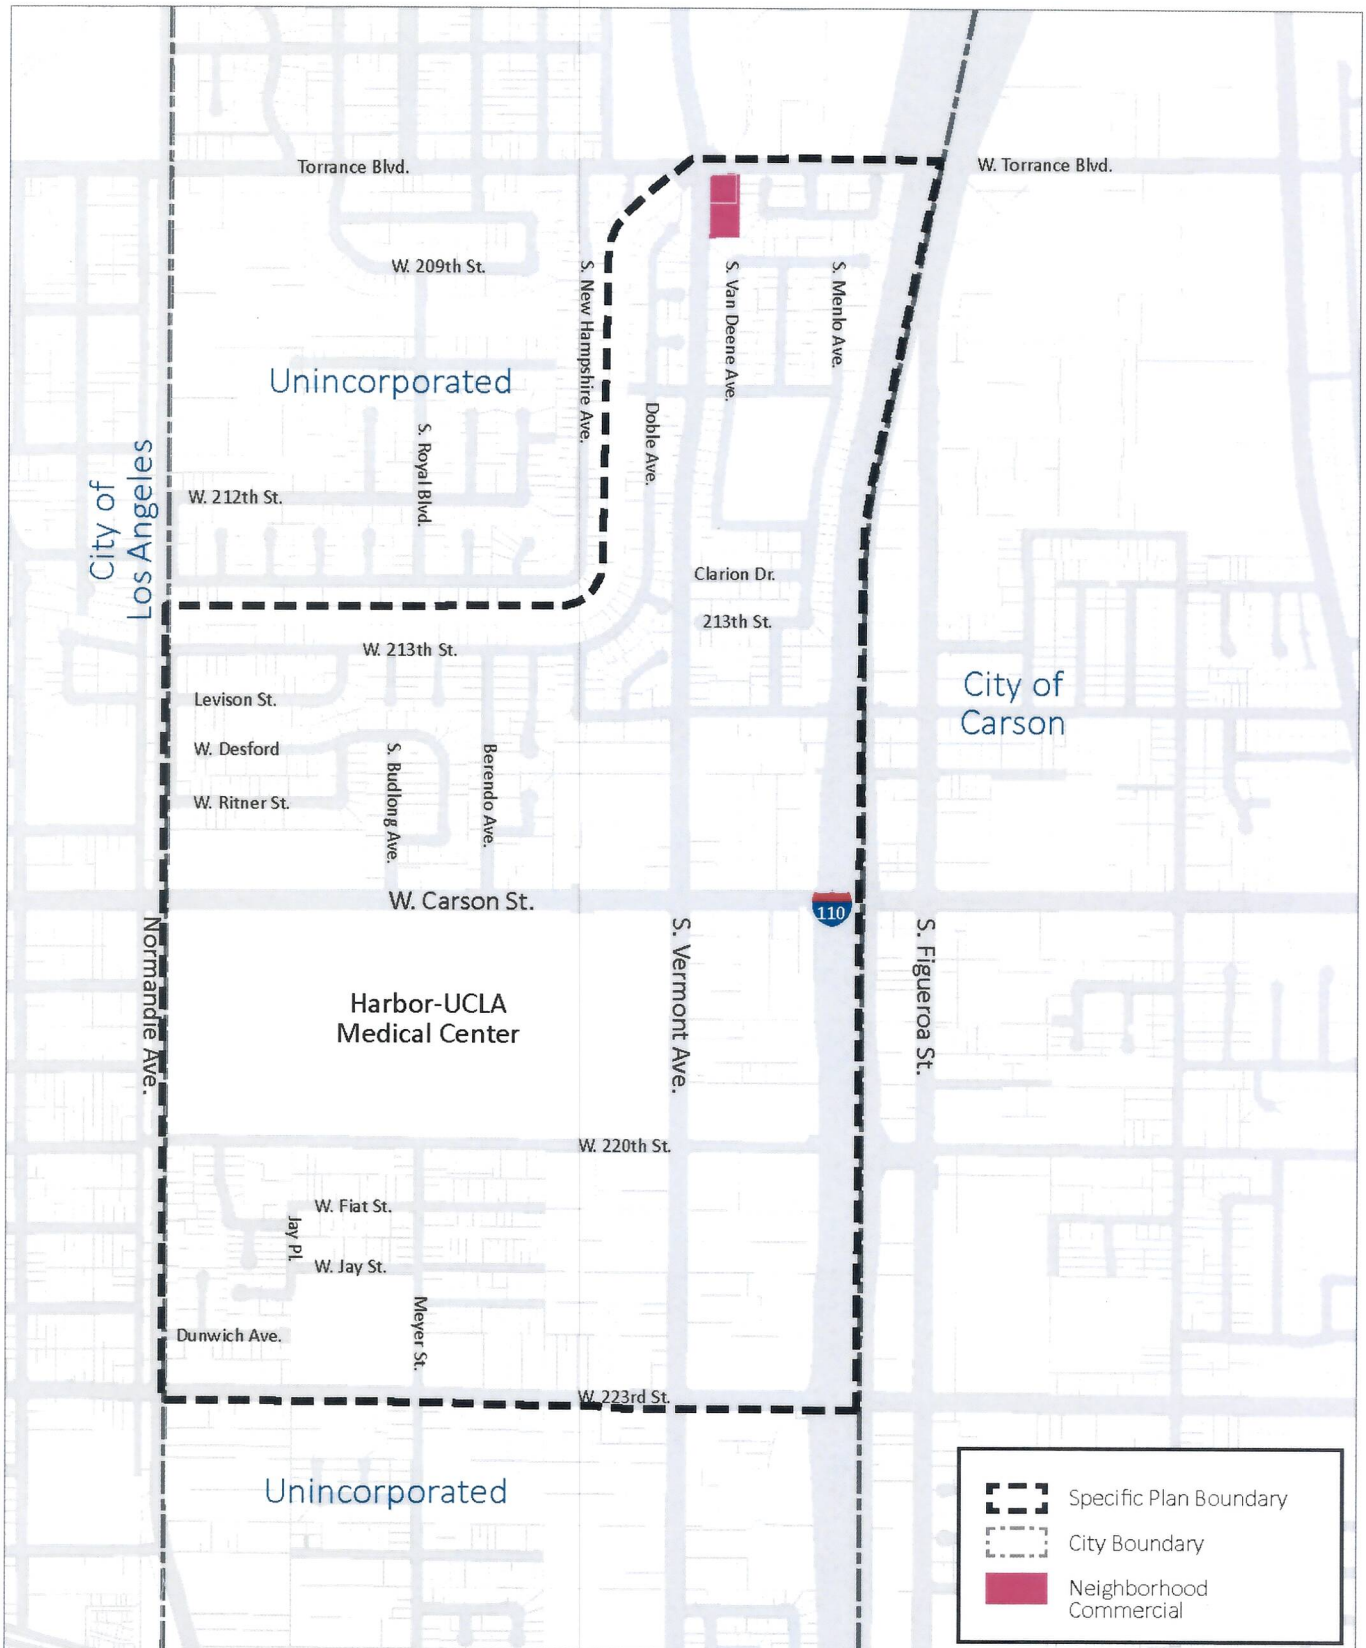 Torrance Blvd.
W. Torrance Blvd.
W. 209th St.
S. New Hampshire Ave.
S. Van Deene Ave.
S. Menlo Ave.
Unincorporated
Doble Ave.
S. Royal Blvd.
City of
Los Angeles
W. 212th St.
Clarion Dr.
213th St.
W. 213th St.
City of
Carson
Levison St.
W. Desford
S. Budlong Ave.
Berendo Ave.
W. Ritner St.
W. Carson St.
110
Normandie Ave.
S. Vermont Ave.
S. Figueroa St.
Harbor-UCLA
Medical Center
W. 220th St.
W. Fiat St.
Jay Pl.
W. Jay St.
Meyer St.
Dunwich Ave.
W. 223rd St.
Unincorporated
Specific Plan Boundary
City Boundary
Neighborhood
Commercial